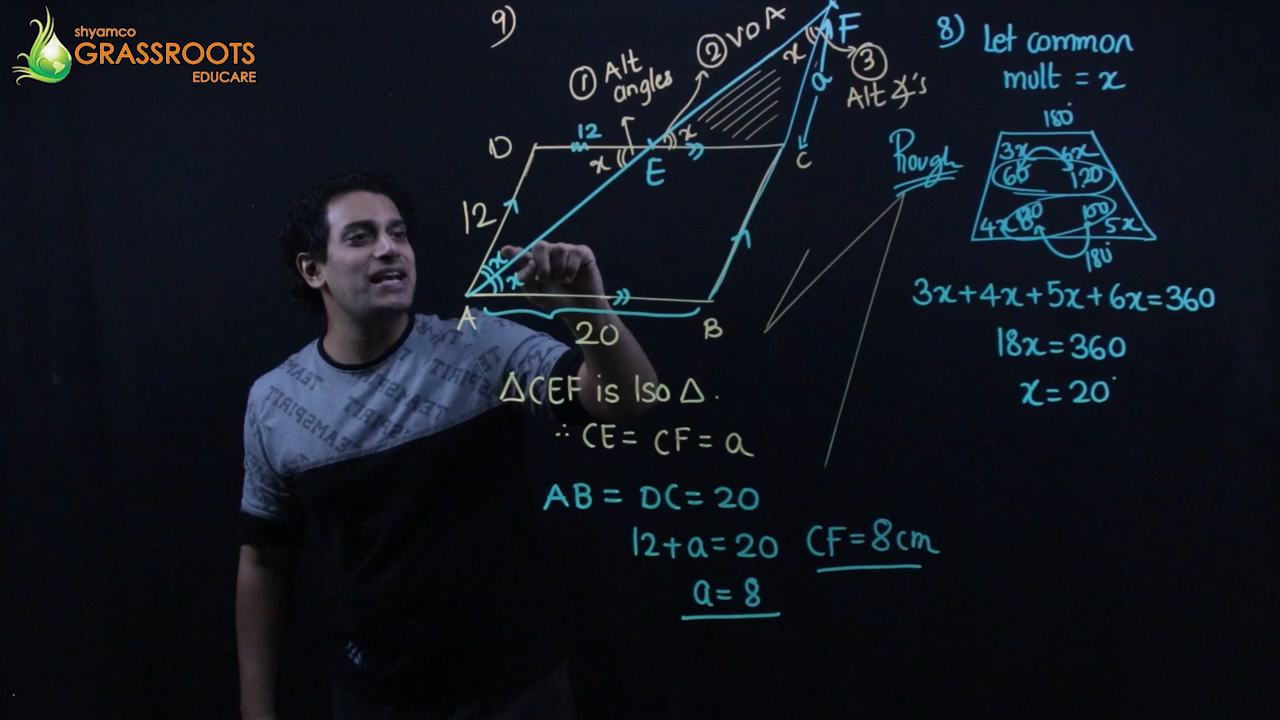 shyamco
GRASSROOTS
EDUCARE
9)
① Alt
angles
② VOA
③
Alt ∡'s
F
x
a
D
12
x
E
x
C
12
x
x
A
20
B
△CEF is Iso △.
∴ CE = CF = a
AB = DC = 20
12+a = 20
a = 8
CF = 8cm
Rough
8) Let common
mult = x
180°
3x 6x
60 120
4x 80 100 5x
180°
3x+4x+5x+6x=360
18x=360
x=20°
TEAMSPIRIT